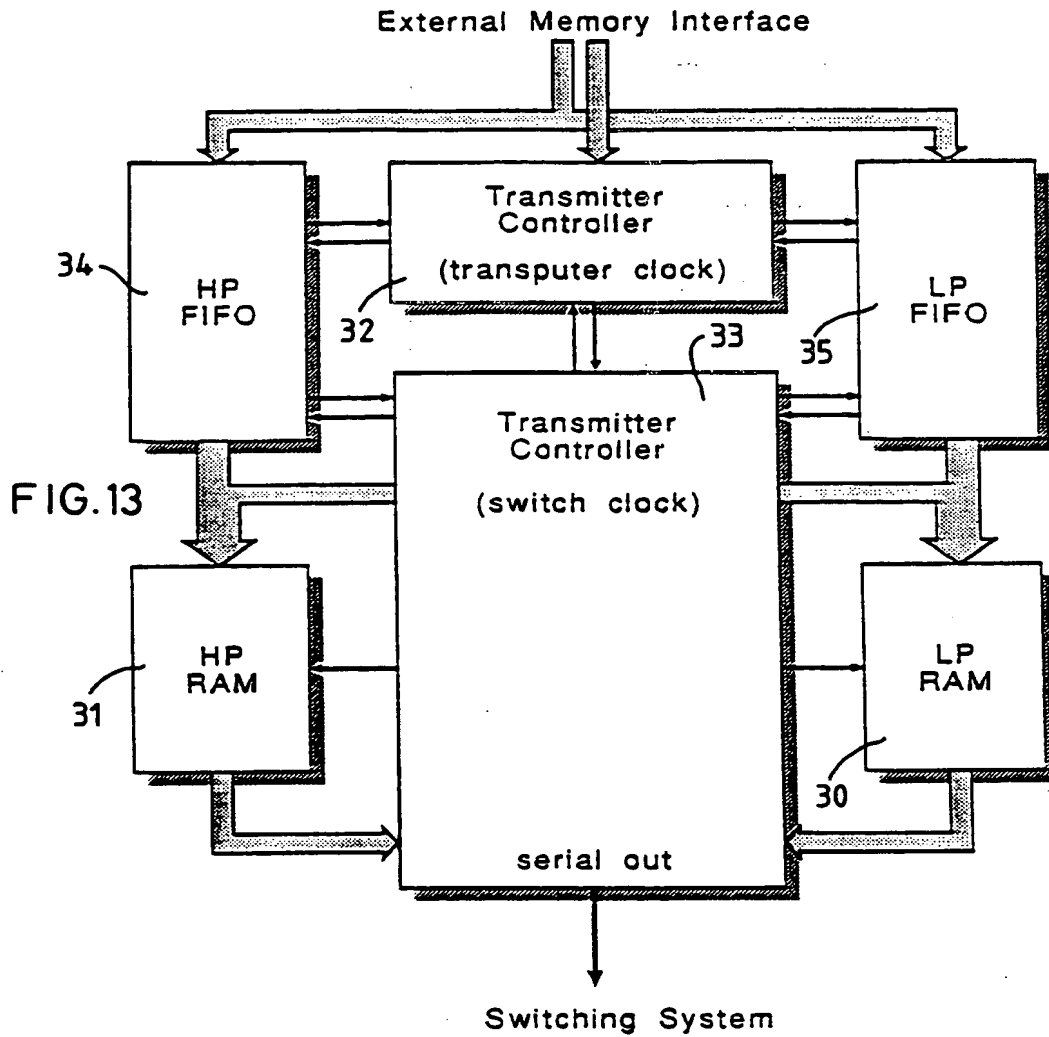 External Memory Interface
Transmitter
Controller
(transputer clock)
34
HP
FIFO
32
LP
FIFO
35
33
Transmitter
Controller
(switch clock)
FIG.13
HP
RAM
31
LP
RAM
30
serial out
Switching System